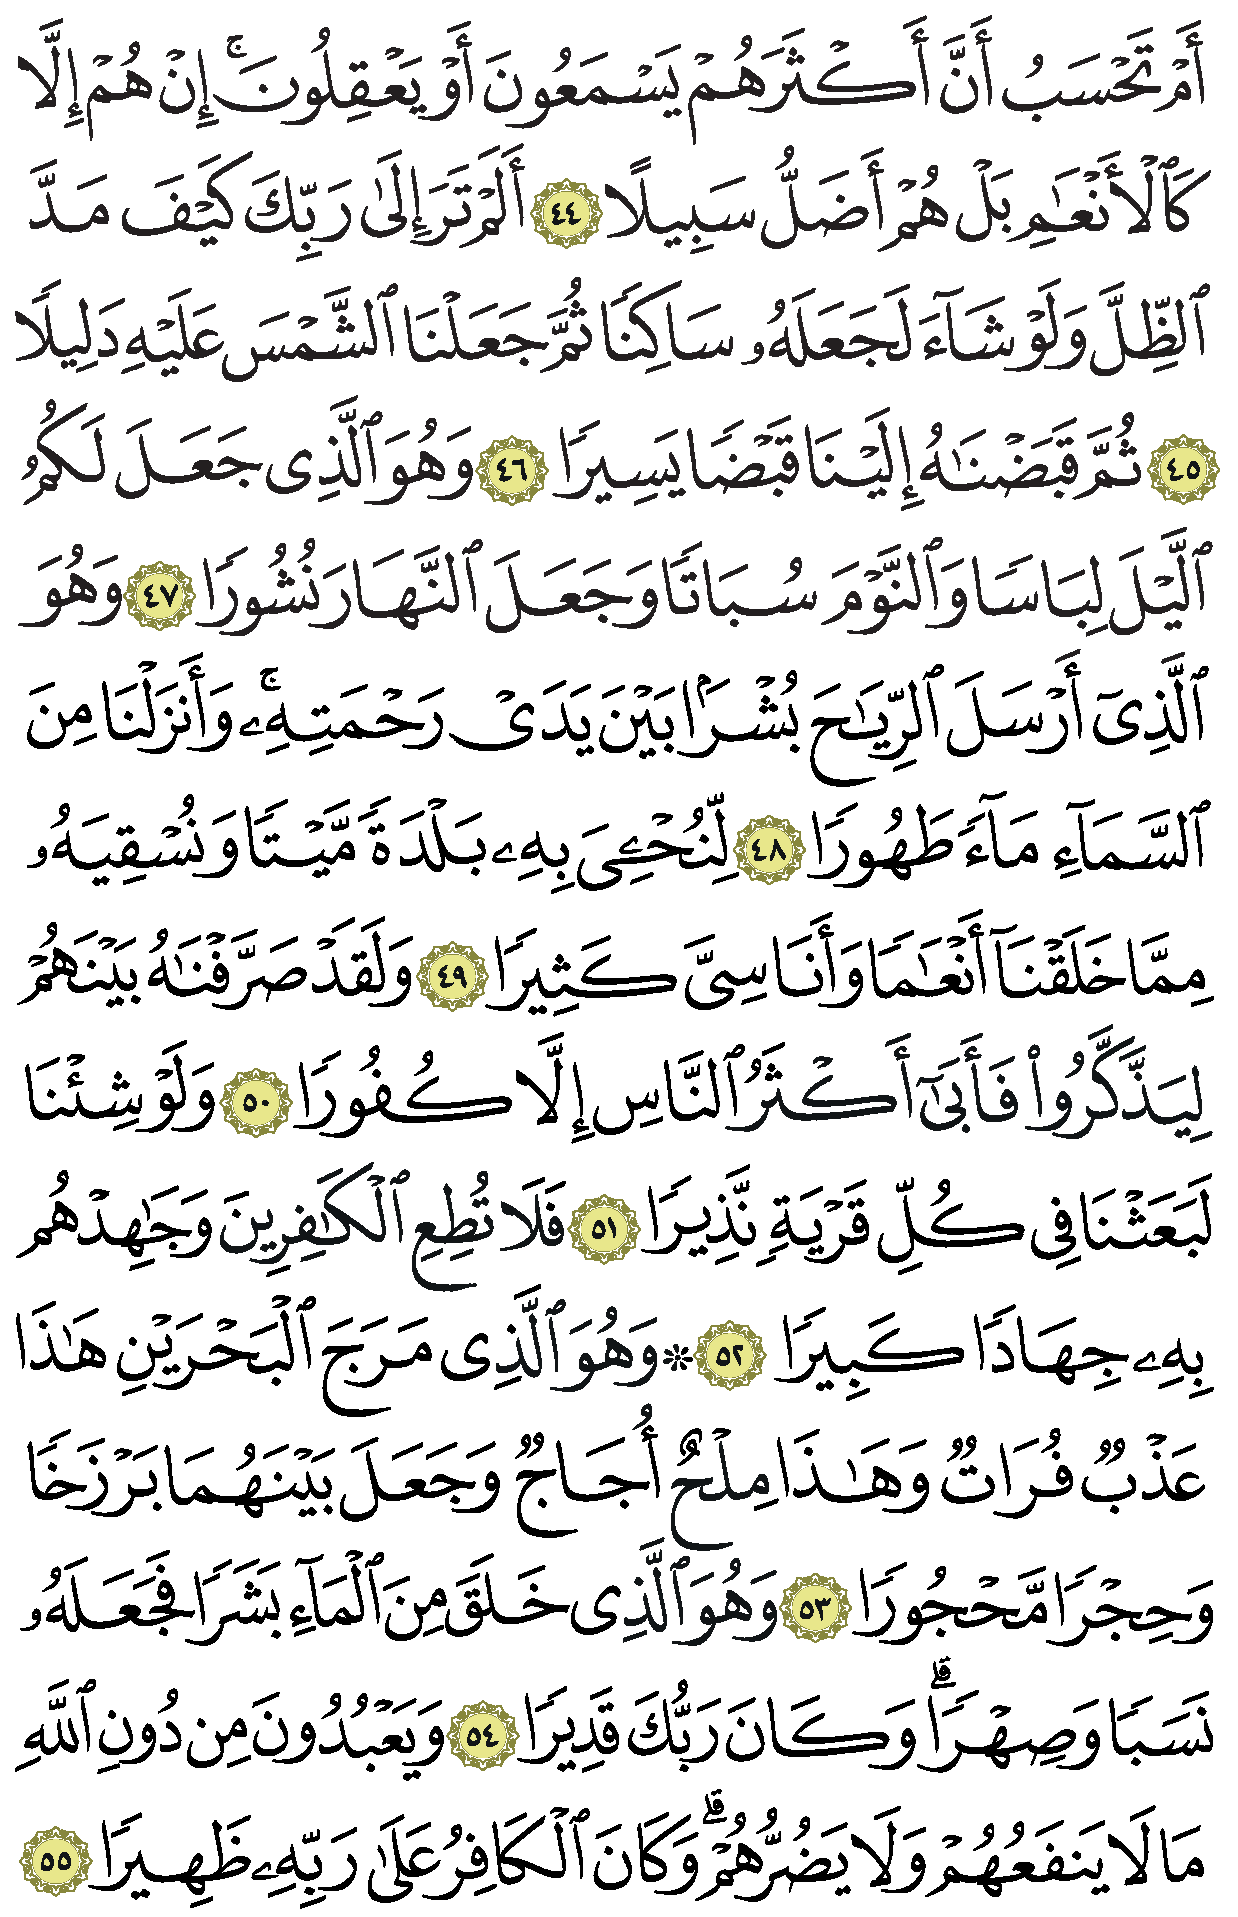 أَمْ تَحْسَبُ أَنَّ أَكْثَرَهُمْ يَسْمَعُونَ أَوْ يَعْقِلُونَ ۚ إِنْ هُمْ إِلَّا
كَٱلْأَنْعَٰمِ بَلْ هُمْ أَضَلُّ سَبِيلًا ٤٤ أَلَمْ تَرَ إِلَىٰ رَبِّكَ كَيْفَ مَدَّ
ٱلظِّلَّ وَلَوْ شَآءَ لَجَعَلَهُۥ سَاكِنًا ثُمَّ جَعَلْنَا ٱلشَّمْسَ عَلَيْهِ دَلِيلًا
٤٥ ثُمَّ قَبَضْنَٰهُ إِلَيْنَا قَبْضًا يَسِيرًا ٤٦ وَهُوَ ٱلَّذِى جَعَلَ لَكُمُ
ٱلَّيْلَ لِبَاسًا وَٱلنَّوْمَ سُبَاتًا وَجَعَلَ ٱلنَّهَارَ نُشُورًا ٤٧ وَهُوَ
ٱلَّذِىٓ أَرْسَلَ ٱلرِّيَٰحَ بُشْرًۢا بَيْنَ يَدَىْ رَحْمَتِهِۦ ۚ وَأَنزَلْنَا مِنَ
ٱلسَّمَآءِ مَآءً طَهُورًا ٤٨ لِّنُحْـِۧىَ بِهِۦ بَلْدَةً مَّيْتًا وَنُسْقِيَهُۥ
مِمَّا خَلَقْنَآ أَنْعَٰمًا وَأَنَاسِىَّ كَثِيرًا ٤٩ وَلَقَدْ صَرَّفْنَٰهُ بَيْنَهُمْ
لِيَذَّكَّرُوا۟ فَأَبَىٰٓ أَكْثَرُ ٱلنَّاسِ إِلَّا كُفُورًا ٥٠ وَلَوْ شِئْنَا
لَبَعَثْنَا فِى كُلِّ قَرْيَةٍ نَّذِيرًا ٥١ فَلَا تُطِعِ ٱلْكَٰفِرِينَ وَجَٰهِدْهُم
بِهِۦ جِهَادًا كَبِيرًا ٥٢ ۞ وَهُوَ ٱلَّذِى مَرَجَ ٱلْبَحْرَيْنِ هَٰذَا
عَذْبٌ فُرَاتٌ وَهَٰذَا مِلْحٌ أُجَاجٌ وَجَعَلَ بَيْنَهُمَا بَرْزَخًا
وَحِجْرًا مَّحْجُورًا ٥٣ وَهُوَ ٱلَّذِى خَلَقَ مِنَ ٱلْمَآءِ بَشَرًا فَجَعَلَهُۥ
نَسَبًا وَصِهْرًا ۗ وَكَانَ رَبُّكَ قَدِيرًا ٥٤ وَيَعْبُدُونَ مِن دُونِ ٱللَّهِ
مَا لَا يَنفَعُهُمْ وَلَا يَضُرُّهُمْ ۗ وَكَانَ ٱلْكَافِرُ عَلَىٰ رَبِّهِۦ ظَهِيرًا ٥٥